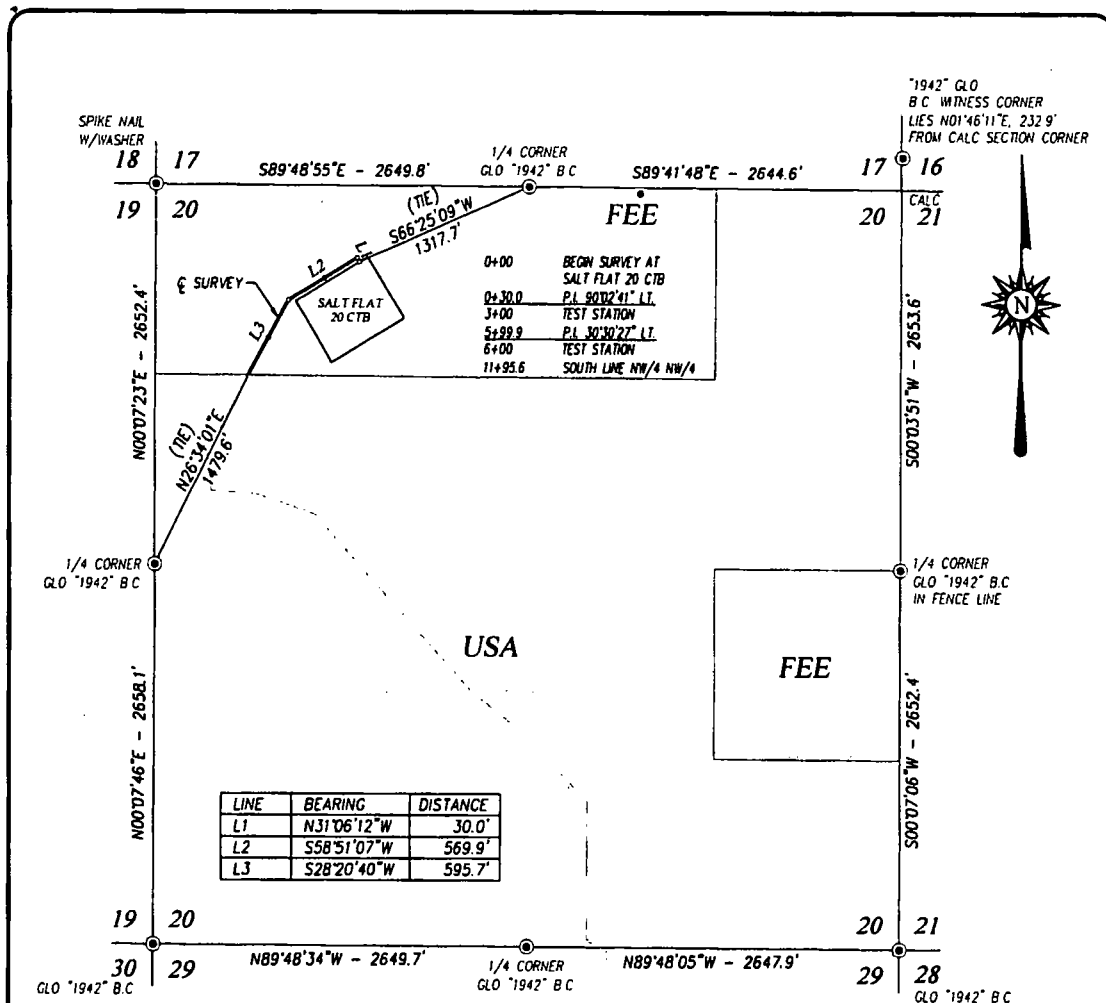 "1942" GLO
B C WITNESS CORNER
LIES N01°46'11"E, 232.9'
FROM CALC SECTION CORNER
SPIKE NAIL
W/WASHER
18 17
S89°48'55"E - 2649.8'
1/4 CORNER
GLO "1942" B C
S89°41'48"E - 2644.6'
17 16
CALC
19 20
20 21
(TIE)
S66°25'09"W
1317.7'
FEE
L1
L2
L3
℄ SURVEY
SALT FLAT
20 CTB
0+00 BEGIN SURVEY AT
SALT FLAT 20 CTB
0+30.0 P.I. 90°02'41" LT.
3+00 TEST STATION
5+99.9 P.I. 30°30'27" LT.
6+00 TEST STATION
11+95.6 SOUTH LINE NW/4 NW/4
N
N00°07'23"E - 2652.4'
S00°03'51"W - 2653.6'
(TIE)
N26°34'01"E
1479.6'
1/4 CORNER
GLO "1942" B C
1/4 CORNER
GLO "1942" B.C
IN FENCE LINE
USA
FEE
N00°07'46"E - 2658.1'
S00°07'06"W - 2652.4'
LINE BEARING DISTANCE
L1 N31°06'12"W 30.0'
L2 S58°51'07"W 569.9'
L3 S28°20'40"W 595.7'
19 20
20 21
30 29
N89°48'34"W - 2649.7'
1/4 CORNER
GLO "1942" B C
N89°48'05"W - 2647.9'
29 28
GLO "1942" B.C
GLO "1942" B C